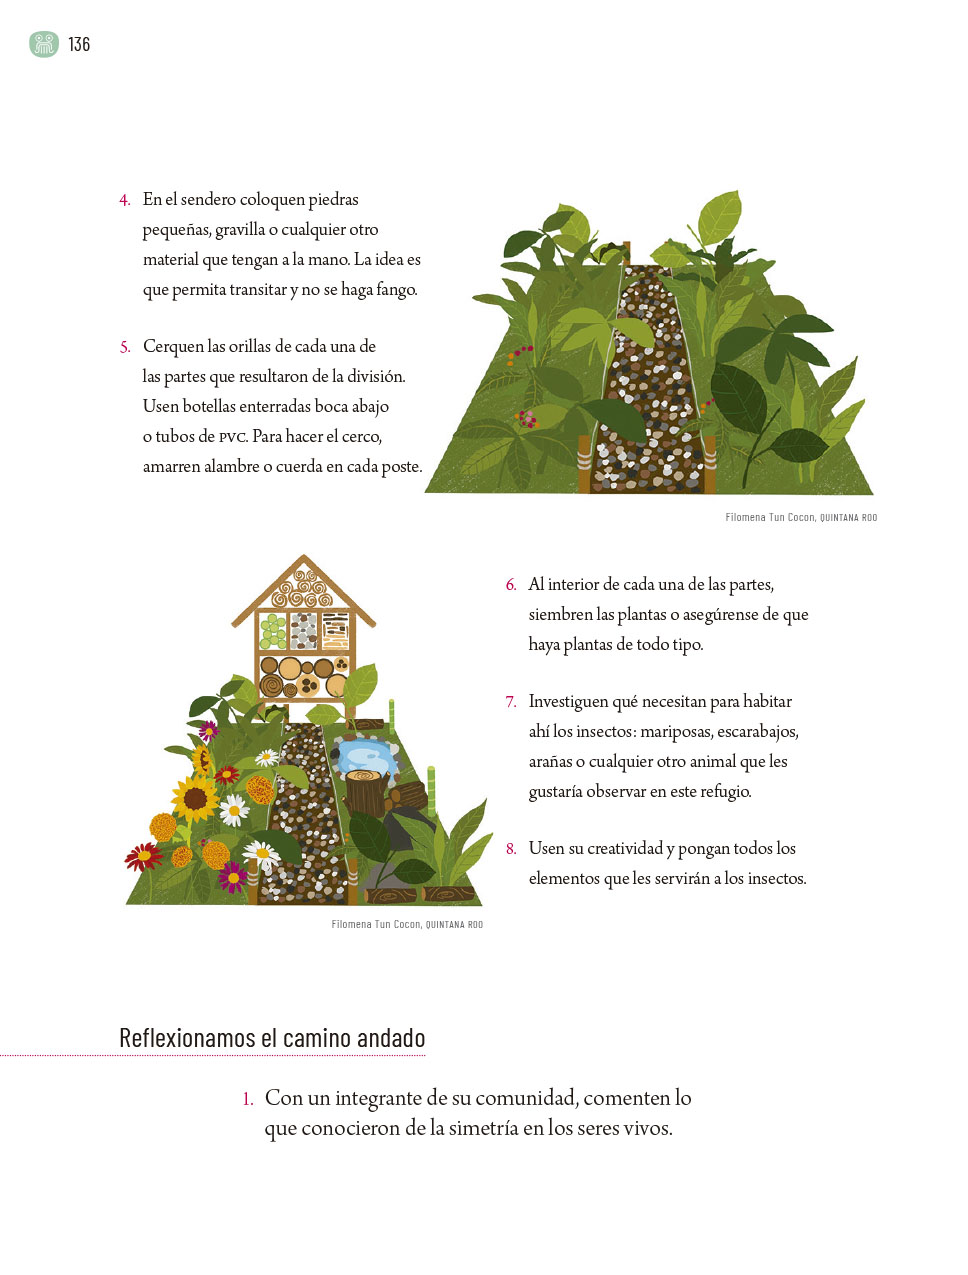 136
4. En el sendero coloquen piedras
pequeñas, gravilla o cualquier otro
material que tengan a la mano. La idea es
que permita transitar y no se haga fango.
5. Cerquen las orillas de cada una de
las partes que resultaron de la división.
Usen botellas enterradas boca abajo
o tubos de PVC. Para hacer el cerco,
amarren alambre o cuerda en cada poste.
Filomena Tun Cocon, QUINTANA ROO
6. Al interior de cada una de las partes,
siembren las plantas o asegúrense de que
haya plantas de todo tipo.
7. Investiguen qué necesitan para habitar
ahí los insectos: mariposas, escarabajos,
arañas o cualquier otro animal que les
gustaría observar en este refugio.
8. Usen su creatividad y pongan todos los
elementos que les servirán a los insectos.
Filomena Tun Cocon, QUINTANA ROO
Reflexionamos el camino andado
1. Con un integrante de su comunidad, comenten lo
que conocieron de la simetría en los seres vivos.